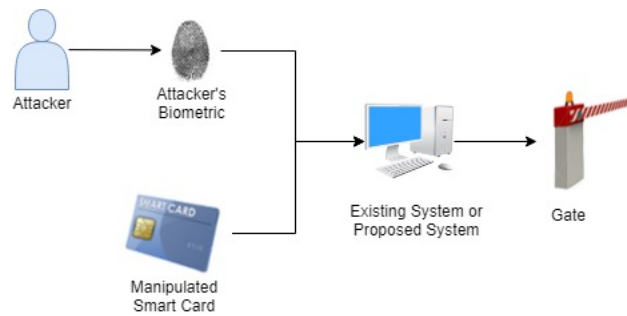 Attacker
Attacker's
Biometric
SMART CARD
Manipulated
Smart Card
Existing System or
Proposed System
Gate